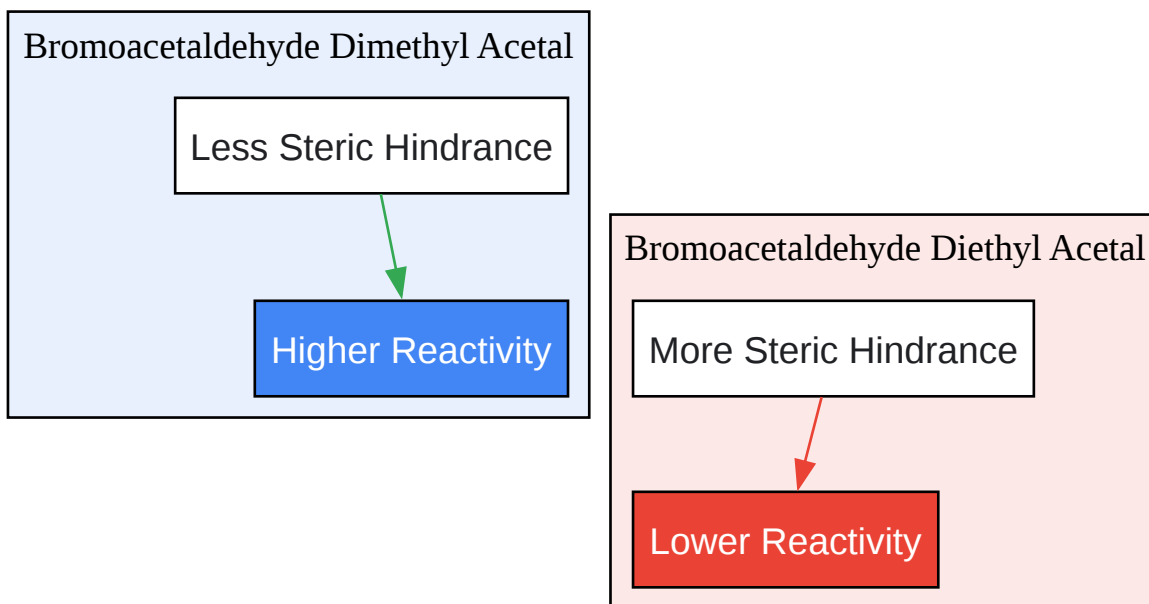 Bromoacetaldehyde Dimethyl Acetal
Less Steric Hindrance
Higher Reactivity
Bromoacetaldehyde Diethyl Acetal
More Steric Hindrance
Lower Reactivity